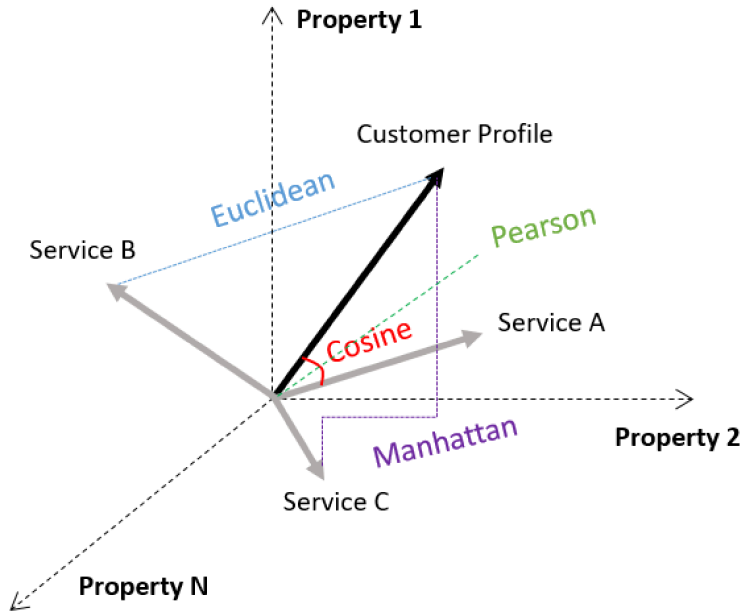 Property 1
Customer Profile
Euclidean
Pearson
Service B
Service A
Cosine
Property 2
Manhattan
Service C
Property N